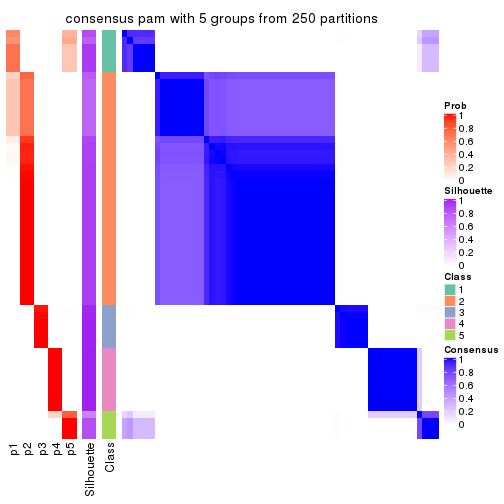 consensus pam with 5 groups from 250 partitions
Prob
1
0.8
0.6
0.4
0.2
0
Silhouette
1
0.8
0.6
0.4
0.2
0
Class
1
2
3
4
5
Consensus
1
0.8
0.6
0.4
0.2
0
p1
p2
p3
p4
p5
Silhouette
Class